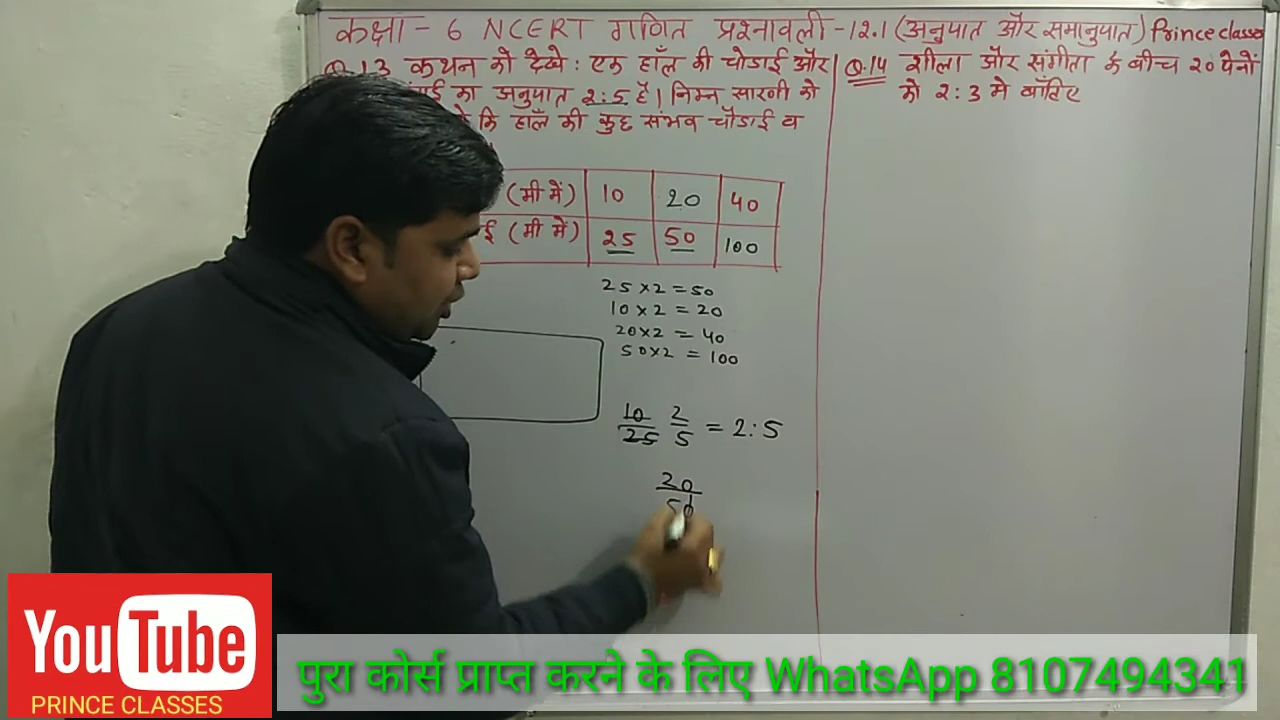 कक्षा - 6 NCERT गणित प्रश्नावली - 12.1 (अनुपात और समानुपात) Prince classes
Q.13 कथन को देखे : एक हॉल की चोडाई और
का अनुपात 2:5 है। निम्न सारणी को
कि हॉल की कुछ संभव चौडाई व
(मी में) 10 20 40
ई (मी में) 25 50 100
25 × 2 = 50
10 × 2 = 20
20 × 2 = 40
50 × 2 = 100
10/25 2/5 = 2:5
20/50
Q.14 शीला और संगीता के बीच 20 पेनों
को 2:3 मे बाँटिए
YouTube
PRINCE CLASSES
पुरा कोर्स प्राप्त करने के लिए WhatsApp 8107494341